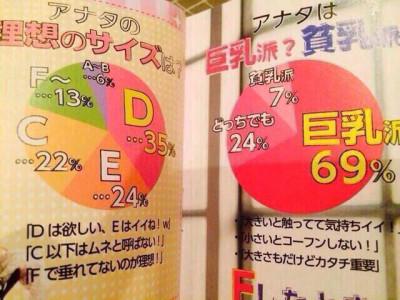 アナタの
理想のサイズは?
A~B
…6%
F~
…13%
D
…35%
C
…22%
E
…24%
「Dは欲しい、Eはイイね!w」
「C以下はムネと呼ばない!」
「Fで垂れてないのが理想!」
アナタは
巨乳派?貧乳派
貧乳派
7%
どっちでも
24%
巨乳派
69%
・「大きいと触ってて気持ちイイ!
・「小さいとコーフンしない!」
・「大きさもだけどカタチ重要」